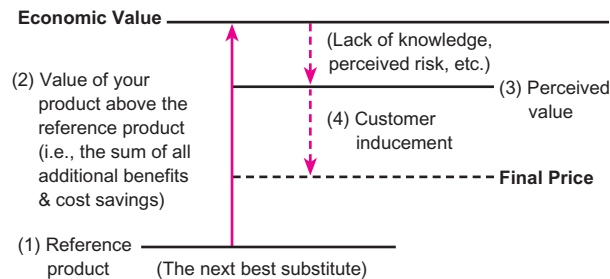 Economic Value
(Lack of knowledge,
perceived risk, etc.)
(2) Value of your
product above the
reference product
(i.e., the sum of all
additional benefits
& cost savings)
(3) Perceived
value
(4) Customer
inducement
Final Price
(1) Reference
product
(The next best substitute)